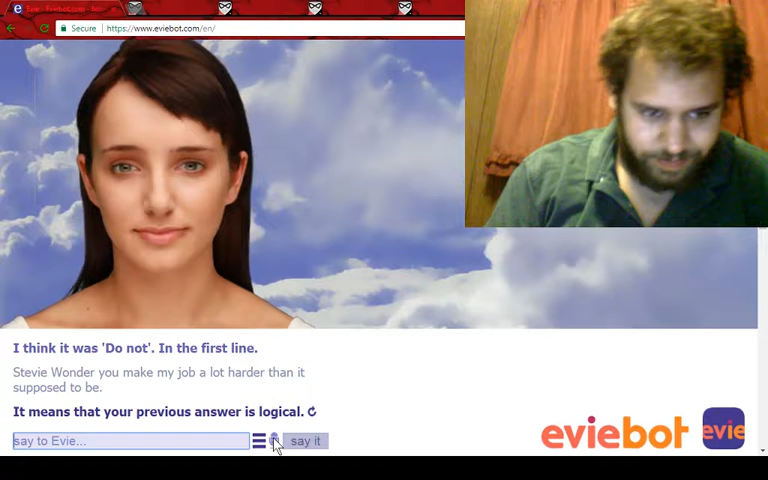 Secure
https://www.eviebot.com/en/
I think it was 'Do not'. In the first line.
Stevie Wonder you make my job a lot harder than it
supposed to be.
It means that your previous answer is logical.
say to Evie...
say it
eviebot
evie